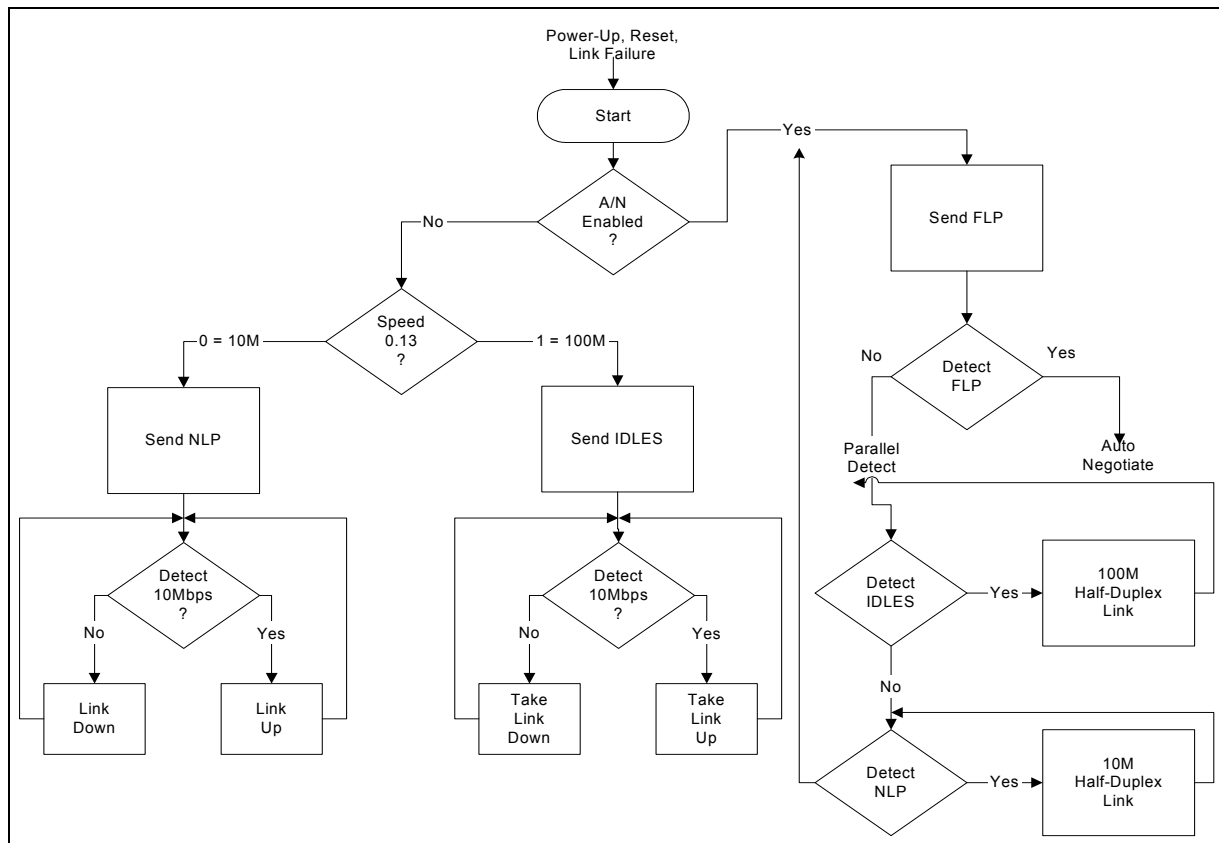 Power-Up, Reset,
Link Failure
Start
Yes
A/N
Enabled
?
No
Send FLP
Speed
0.13
?
0 = 10M
1 = 100M
Detect
FLP
No
Yes
Send NLP
Send IDLES
Parallel
Detect
Auto
Negotiate
Detect
10Mbps
?
No
Yes
Link
Down
Link
Up
Detect
10Mbps
?
No
Yes
Take
Link
Down
Take
Link
Up
Detect
IDLES
Yes
100M
Half-Duplex
Link
No
Detect
NLP
Yes
10M
Half-Duplex
Link